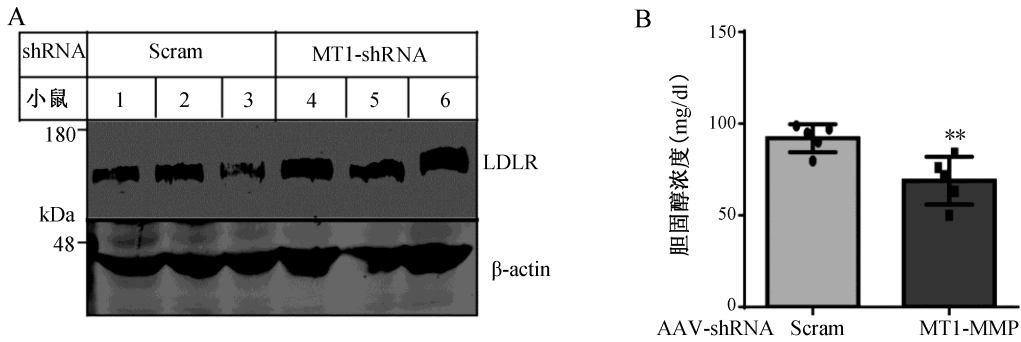 A
shRNA Scram MT1-shRNA
小鼠 1 2 3 4 5 6
180
LDLR
kDa
48
β-actin
B
胆固醇浓度(mg/dl)
150
100
50
0
**
AAV-shRNA Scram MT1-MMP